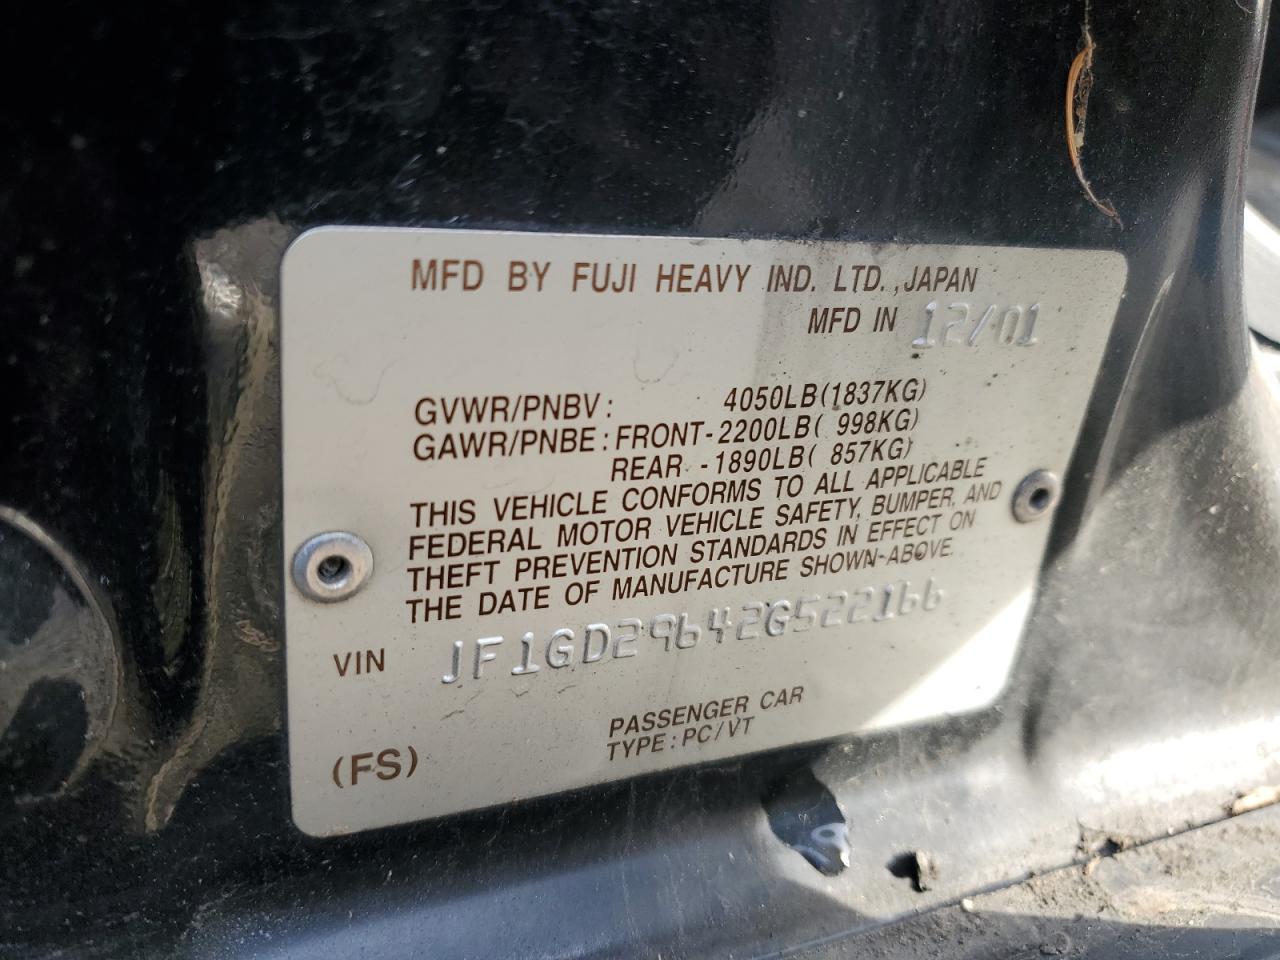 MFD BY FUJI HEAVY IND. LTD., JAPAN
MFD IN 12/01
GVWR/PNBV: 4050LB(1837KG)
GAWR/PNBE: FRONT-2200LB( 998KG)
REAR -1890LB( 857KG)
THIS VEHICLE CONFORMS TO ALL APPLICABLE
FEDERAL MOTOR VEHICLE SAFETY, BUMPER, AND
THEFT PREVENTION STANDARDS IN EFFECT ON
THE DATE OF MANUFACTURE SHOWN-ABOVE.
VIN JF1GD29642G522166
PASSENGER CAR
TYPE: PC/VT
(FS)